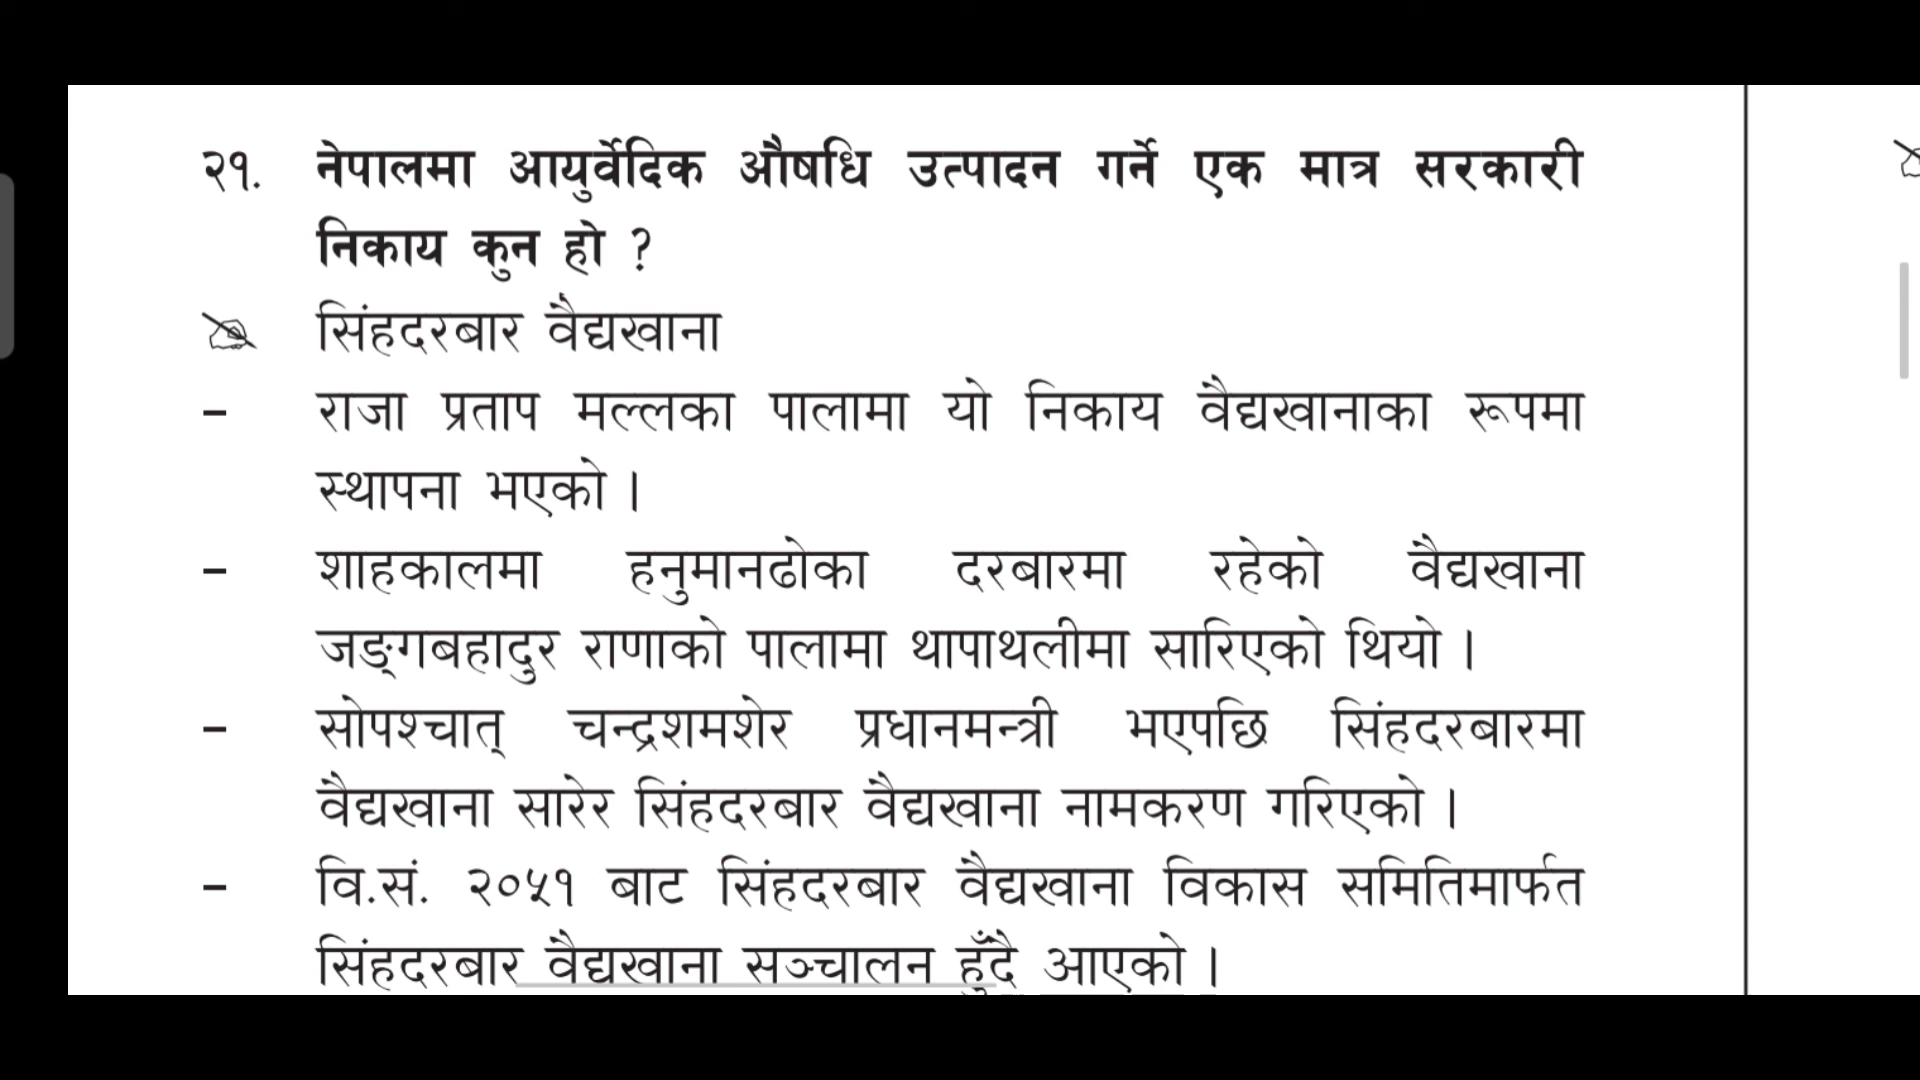 २१. नेपालमा आयुर्वेदिक औषधि उत्पादन गर्ने एक मात्र सरकारी
निकाय कुन हो ?
सिंहदरबार वैद्यखाना
– राजा प्रताप मल्लका पालामा यो निकाय वैद्यखानाका रूपमा
स्थापना भएको ।
– शाहकालमा हनुमानढोका दरबारमा रहेको वैद्यखाना
जङ्गबहादुर राणाको पालामा थापाथलीमा सारिएको थियो ।
– सोपश्चात् चन्द्रशमशेर प्रधानमन्त्री भएपछि सिंहदरबारमा
वैद्यखाना सारेर सिंहदरबार वैद्यखाना नामकरण गरिएको ।
– वि.सं. २०५१ बाट सिंहदरबार वैद्यखाना विकास समितिमार्फत
सिंहदरबार वैद्यखाना सञ्चालन हुँदै आएको ।